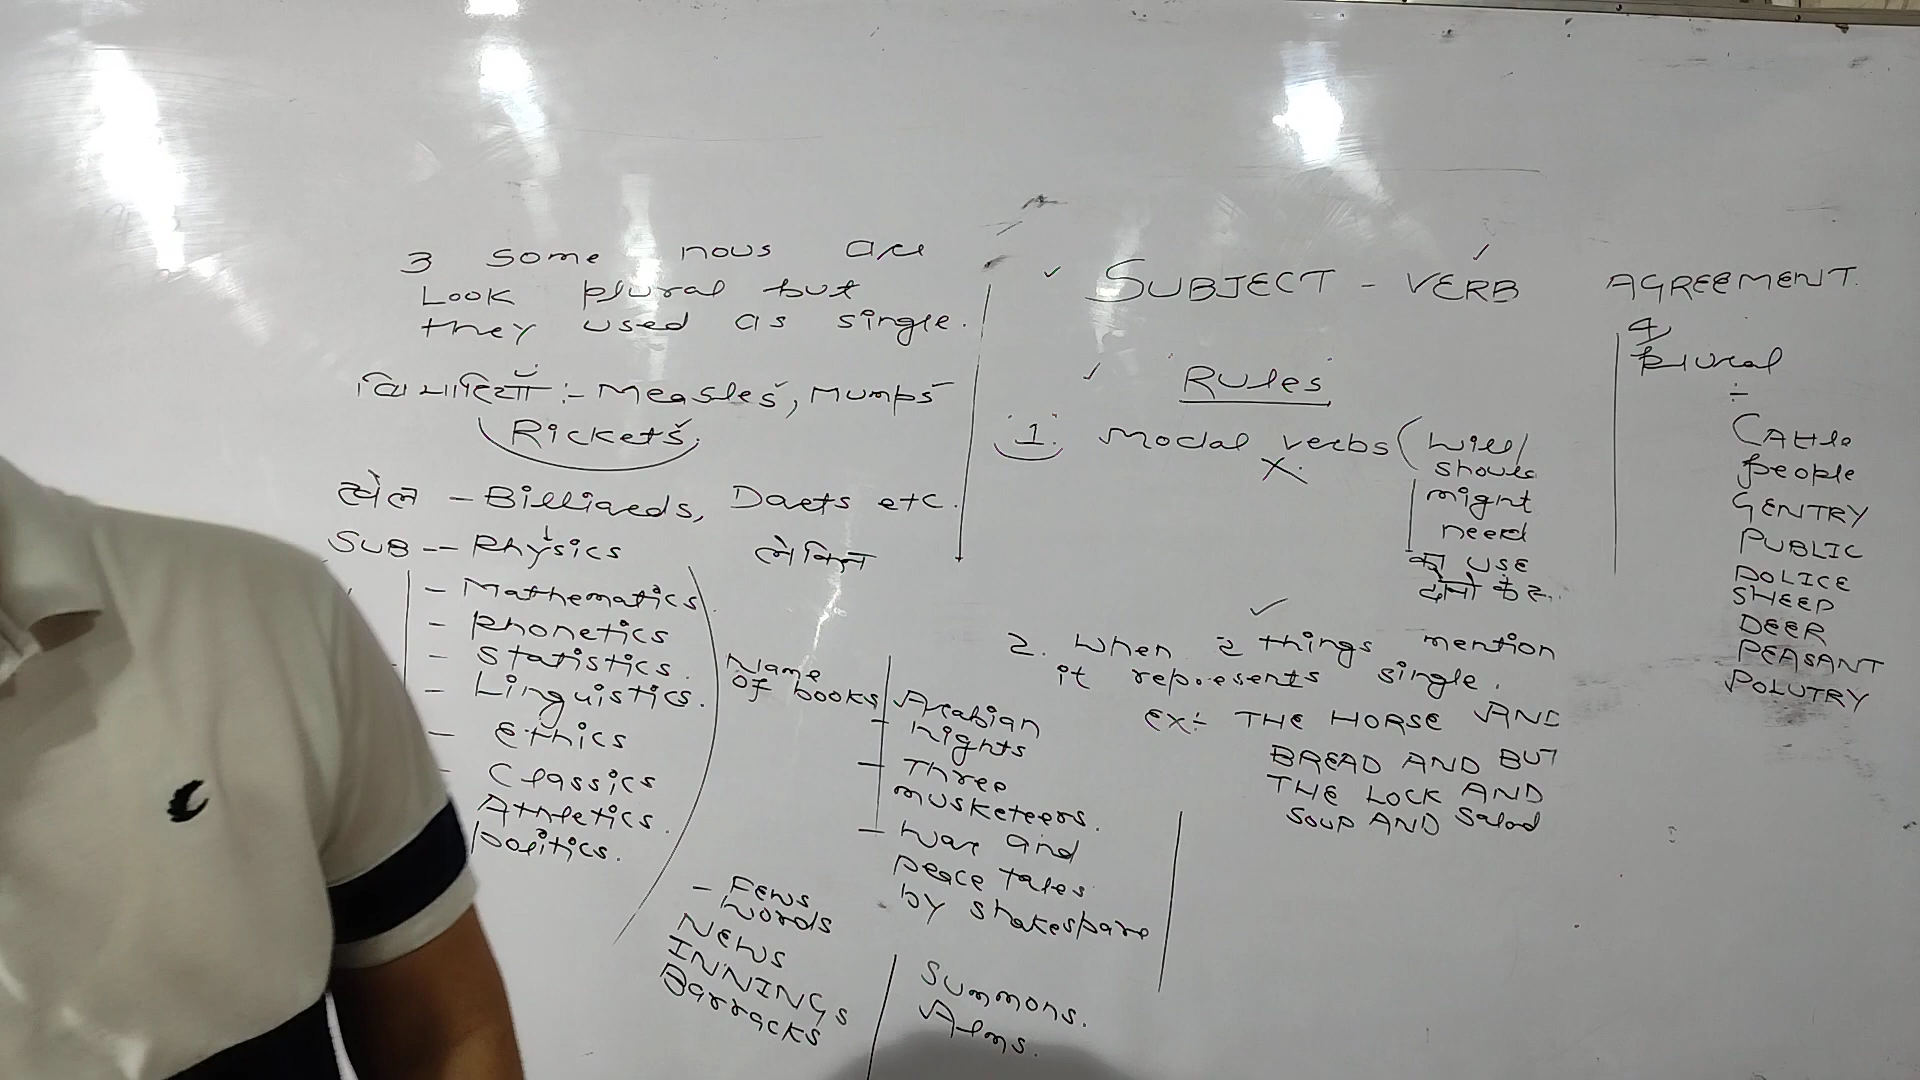 SUBJECT - VERB AGREEMENT.
Rules
1. Modal verbs (will/
should
might
need
का use
दोनो के है..
2. When 2 things mention
it represents single.
ex:- THE HORSE AND
BREAD AND BUT
THE LOCK AND
SOUP AND Salad
3 some nous are
Look plural but
they used as single.
बिमारियाँ :- Measles, Mumps
Rickets,
खेल - Billiards, Darts etc.
SUB -- Physics
लेकिन
- Mathematics.
- Phonetics
- Statistics.
- Linguistics.
- Ethics
- Classics
Athletics.
politics.
Name
of books
Arabian
Nights
- Three
musketeers.
- War and
peace tales
by shakespare
- Fews
words
NEWS
INNINGS
Barracks
Summons.
Alms.
4
plural
:-
CAttle
people
GENTRY
PUBLIC
POLICE
SHEEP
DEER
PEASANT
POLUTRY